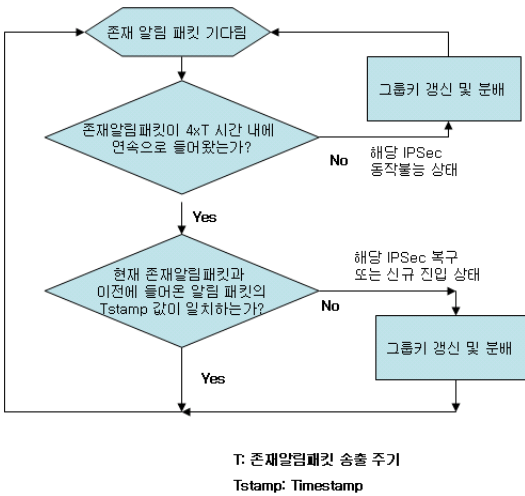 존재 알림 패킷 기다림
그룹키 갱신 및 분배
존재알림패킷이 4xT 시간 내에
연속으로 들어왔는가?
No
해당 IPSec
동작불능 상태
Yes
현재 존재알림패킷과
이전에 들어온 알림 패킷의
Tstamp 값이 일치하는가?
해당 IPSec 복구
또는 신규 진입 상태
No
그룹키 갱신 및 분배
Yes
T: 존재알림패킷 송출 주기
Tstamp: Timestamp